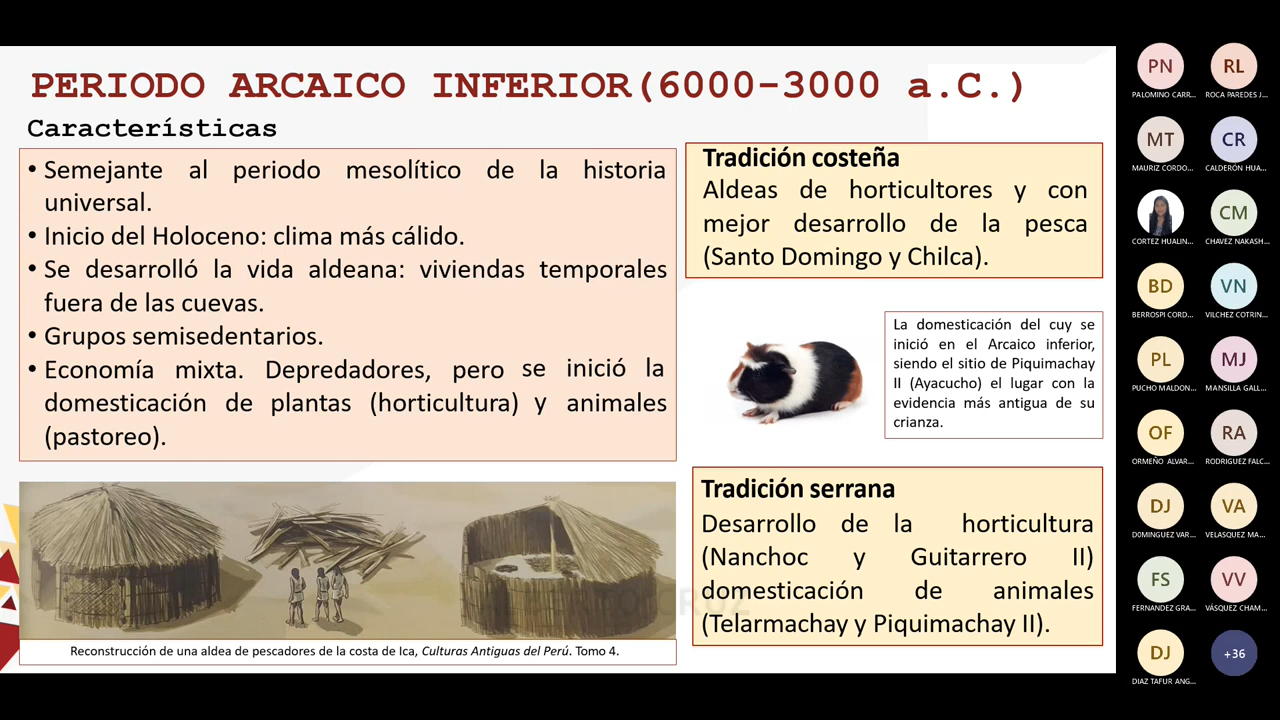 PERIODO ARCAICO INFERIOR(6000-3000 a.C.)
Características
• Semejante al periodo mesolítico de la historia
universal.
• Inicio del Holoceno: clima más cálido.
• Se desarrolló la vida aldeana: viviendas temporales
fuera de las cuevas.
• Grupos semisedentarios.
• Economía mixta. Depredadores, pero se inició la
domesticación de plantas (horticultura) y animales
(pastoreo).
Reconstrucción de una aldea de pescadores de la costa de Ica, Culturas Antiguas del Perú. Tomo 4.
Tradición costeña
Aldeas de horticultores y con
mejor desarrollo de la pesca
(Santo Domingo y Chilca).
La domesticación del cuy se
inició en el Arcaico inferior,
siendo el sitio de Piquimachay
II (Ayacucho) el lugar con la
evidencia más antigua de su
crianza.
Tradición serrana
Desarrollo de la horticultura
(Nanchoc y Guitarrero II)
domesticación de animales
(Telarmachay y Piquimachay II).
PN RL
PALOMINO CARR... ROCA PAREDES J...
MT CR
MAURIZ CORDO... CALDERÓN HUA...
CM
CORTEZ HUALIN... CHAVEZ NAKASH...
BD VN
BERROSPI CORD... VILCHEZ COTRIN...
PL MJ
PUCHO MALDON... MANSILLA GALL...
OF RA
ORMEÑO ALVAR... RODRIGUEZ FALC...
DJ VA
DOMINGUEZ VAR... VELASQUEZ MA...
FS VV
FERNANDEZ GRA... VÁSQUEZ CHAM...
DJ +36
DIAZ TAFUR ANG...